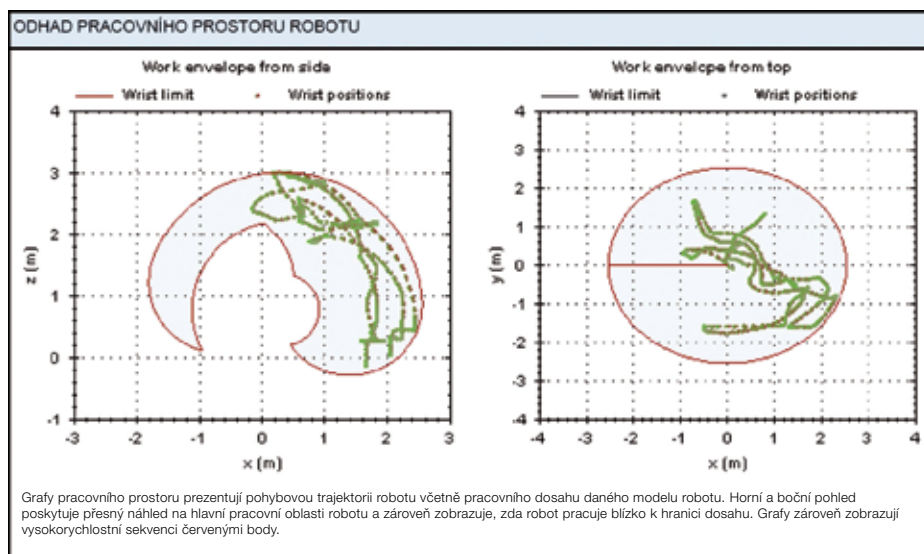 ODHAD PRACOVNÍHO PROSTORU ROBOTU
Work envelope from side
Wrist limit
Wrist positions
4
3
2
1
0
-1
z (m)
-3
-2
-1
0
1
2
3
x (m)
Work envelope from top
Wrist limit
Wrist positions
4
3
2
1
0
-1
-2
-3
-4
y (m)
-4
-3
-2
-1
0
1
2
3
4
x (m)
Grafy pracovního prostoru prezentují pohybovou trajektorii robotu včetně pracovního dosahu daného modelu robotu. Horní a boční pohled
poskytuje přesný náhled na hlavní pracovní oblasti robotu a zároveň zobrazuje, zda robot pracuje blízko k hranici dosahu. Grafy zároveň zobrazují
vysokorychlostní sekvenci červenými body.